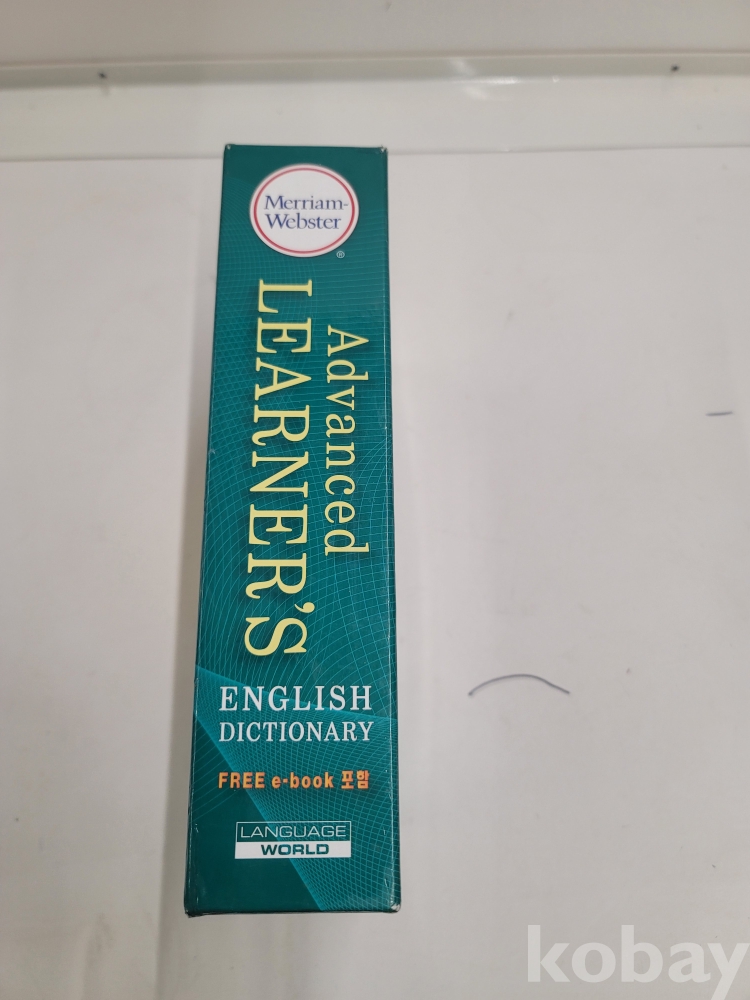 Merriam-
Webster
®
Advanced
LEARNER'S
ENGLISH
DICTIONARY
FREE e-book 포함
LANGUAGE
WORLD
kobay